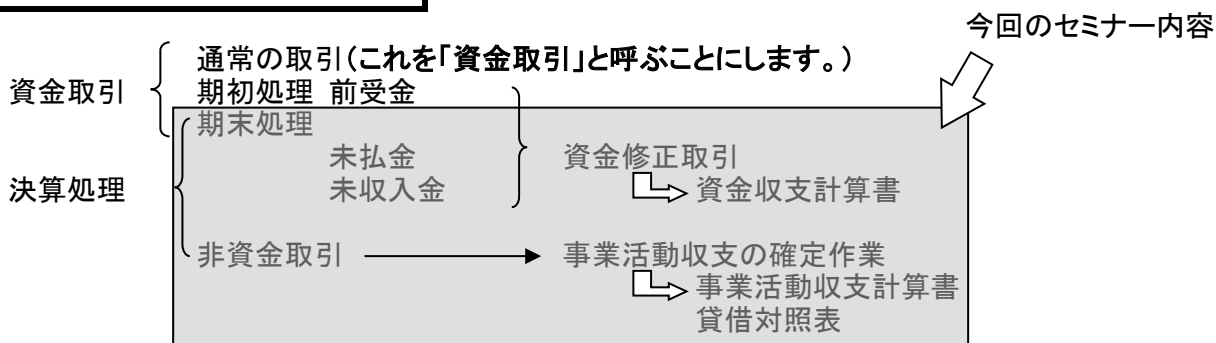 今回のセミナー内容
通常の取引(これを「資金取引」と呼ぶことにします。)
資金取引
期初処理 前受金
期末処理
未払金
資金修正取引
決算処理
未収入金
資金収支計算書
非資金取引
事業活動収支の確定作業
事業活動収支計算書
貸借対照表